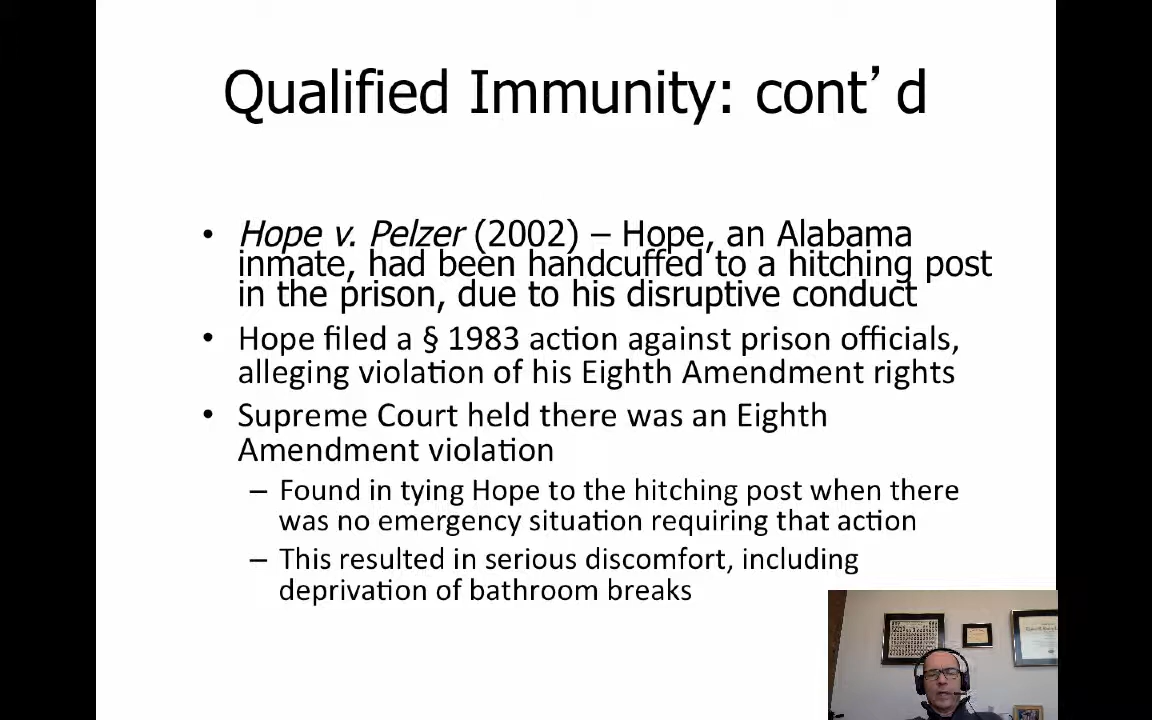 Qualified Immunity: cont’d
• Hope v. Pelzer (2002) – Hope, an Alabama
inmate, had been handcuffed to a hitching post
in the prison, due to his disruptive conduct
• Hope filed a § 1983 action against prison officials,
alleging violation of his Eighth Amendment rights
• Supreme Court held there was an Eighth
Amendment violation
– Found in tying Hope to the hitching post when there
was no emergency situation requiring that action
– This resulted in serious discomfort, including
deprivation of bathroom breaks